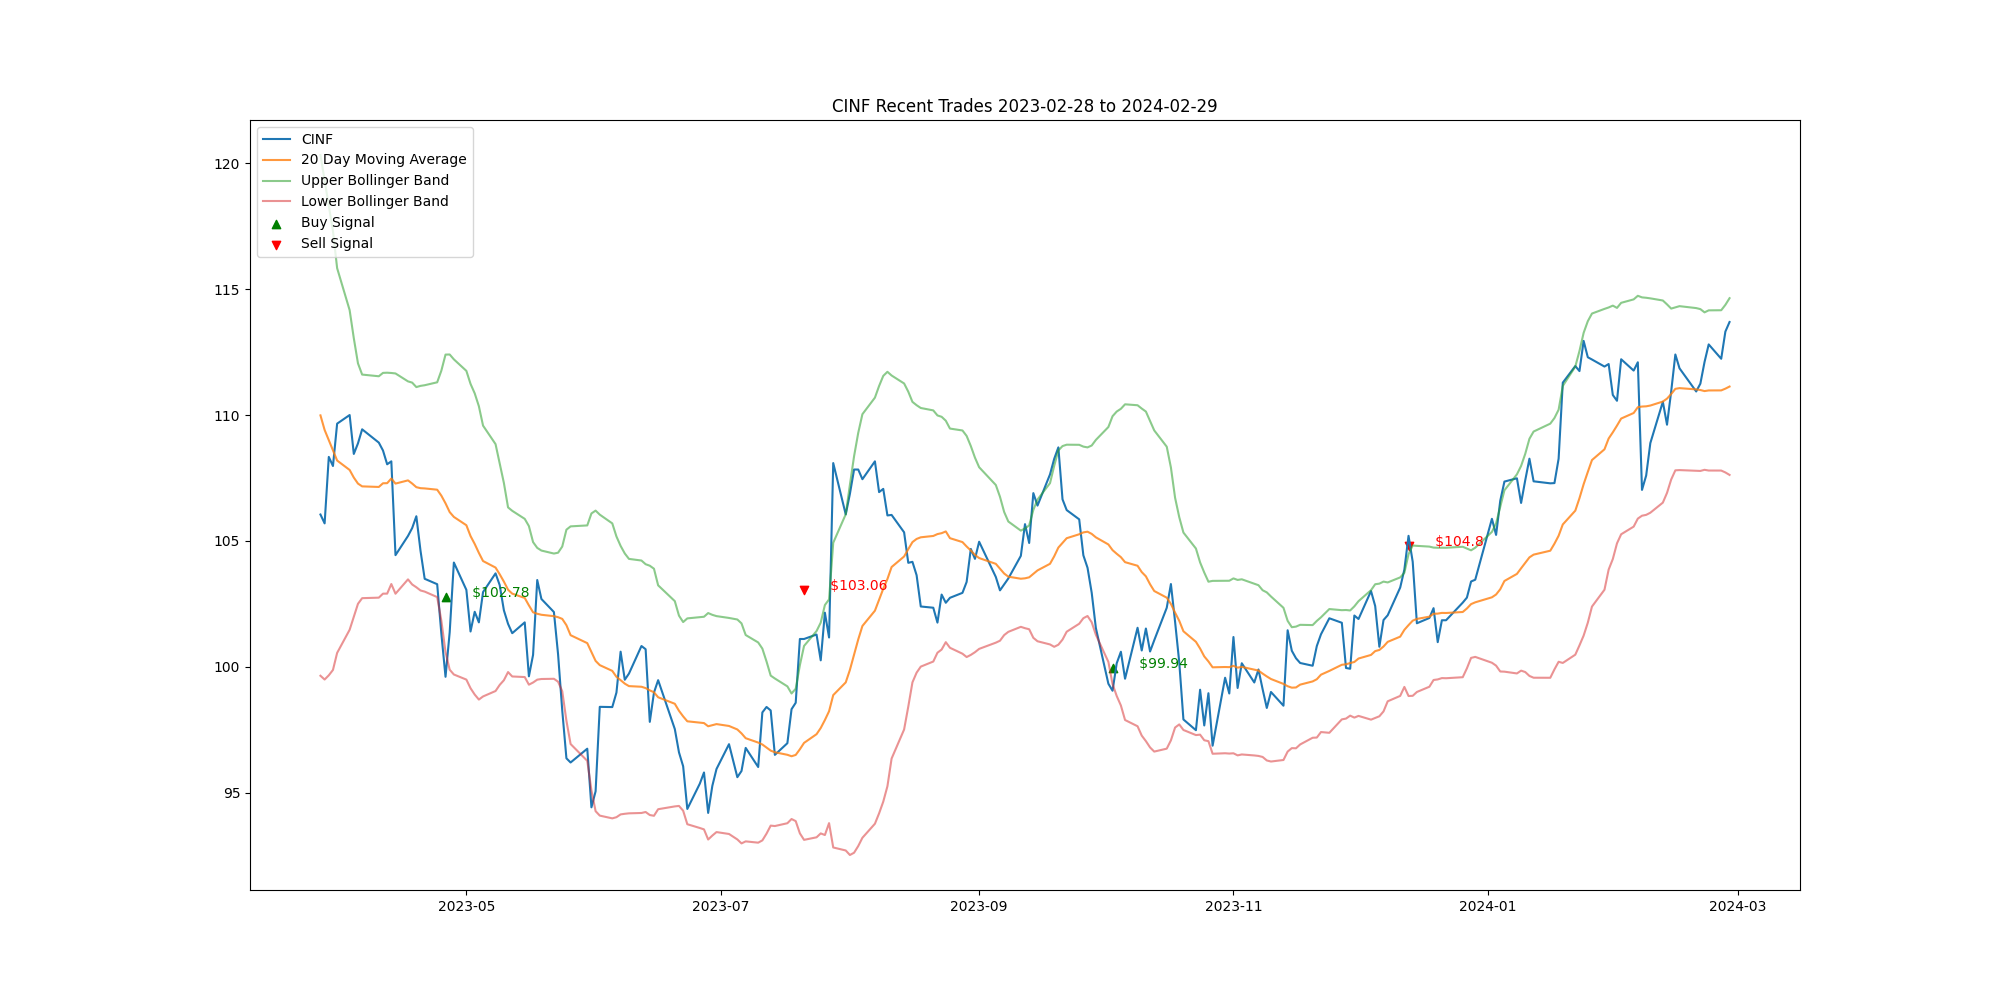 CINF Recent Trades 2023-02-28 to 2024-02-29
CINF
20 Day Moving Average
Upper Bollinger Band
Lower Bollinger Band
Buy Signal
Sell Signal
120
115
110
105
100
95
$102.78
$103.06
$99.94
$104.8
2023-05
2023-07
2023-09
2023-11
2024-01
2024-03